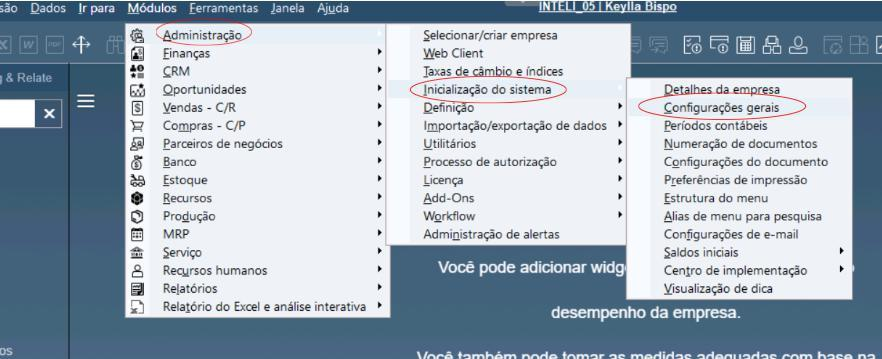 são Dados Ir para Módulos Ferramentas Janela Ajuda
INTELI_05 | Keylla Bispo
& Relate
Administração
Finanças
CRM
Oportunidades
Vendas - C/R
Compras - C/P
Parceiros de negócios
Banco
Estoque
Recursos
Produção
MRP
Serviço
Recursos humanos
Relatórios
Relatório do Excel e análise interativa
Selecionar/criar empresa
Web Client
Taxas de câmbio e índices
Inicialização do sistema
Definição
Importação/exportação de dados
Utilitários
Processo de autorização
Licença
Add-Ons
Workflow
Administração de alertas
Detalhes da empresa
Configurações gerais
Períodos contábeis
Numeração de documentos
Configurações do documento
Preferências de impressão
Estrutura do menu
Alias de menu para pesquisa
Configurações de e-mail
Saldos iniciais
Centro de implementação
Visualização de dica
Você pode adicionar widg
desempenho da empresa.
os
Você também pode tomar as medidas adequadas com base na